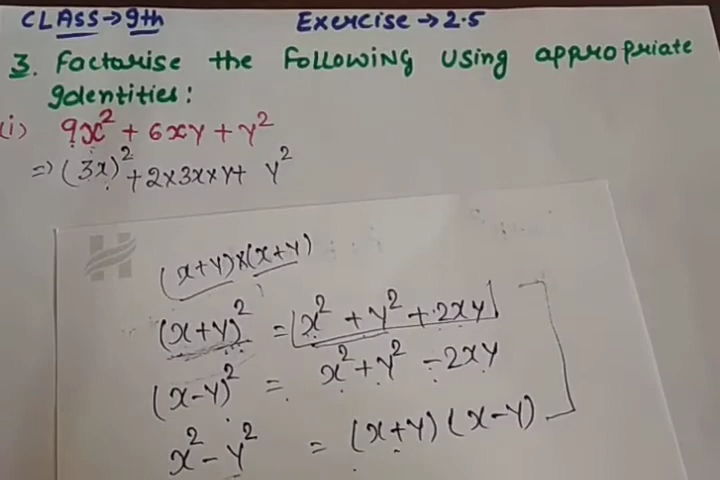 CLASS→9th Exercise→2.5
3. Factorise the following using appropriate
Identities:
(i) 9x² + 6xy + y²
⇒ (3x)² + 2×3x×y + y²
(x+y)×(x+y)
(x+y)² = x² + y² + 2xy
(x-y)² = x² + y² - 2xy
x² - y² = (x+y)(x-y)